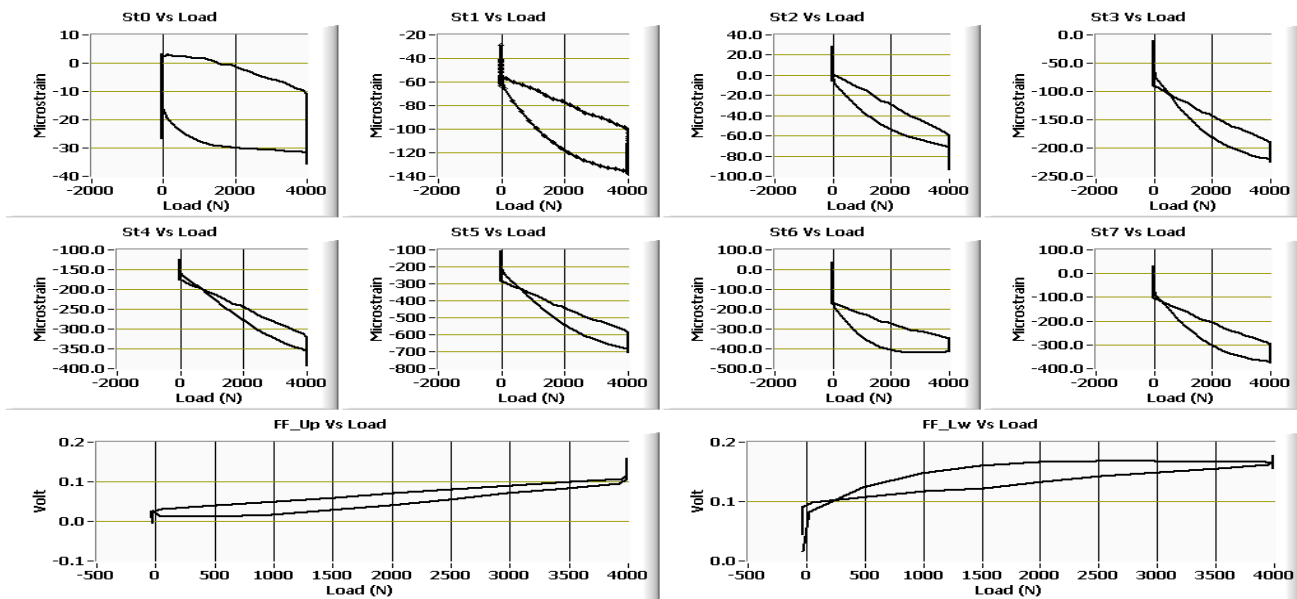 St0 Vs Load
10
0
-10
-20
-30
-40
Microstrain
-2000 0 2000 4000
Load (N)
St1 Vs Load
-20
-40
-60
-80
-100
-120
-140
Microstrain
-2000 0 2000 4000
Load (N)
St2 Vs Load
40.0
20.0
0.0
-20.0
-40.0
-60.0
-80.0
-100.0
Microstrain
-2000 0 2000 4000
Load (N)
St3 Vs Load
0.0
-50.0
-100.0
-150.0
-200.0
-250.0
Microstrain
-2000 0 2000 4000
Load (N)
St4 Vs Load
-100.0
-150.0
-200.0
-250.0
-300.0
-350.0
-400.0
Microstrain
-2000 0 2000 4000
Load (N)
St5 Vs Load
-100
-200
-300
-400
-500
-600
-700
-800
Microstrain
-2000 0 2000 4000
Load (N)
St6 Vs Load
100.0
0.0
-100.0
-200.0
-300.0
-400.0
-500.0
Microstrain
-2000 0 2000 4000
Load (N)
St7 Vs Load
100.0
0.0
-100.0
-200.0
-300.0
-400.0
Microstrain
-2000 0 2000 4000
Load (N)
FF_Up Vs Load
0.2
0.1
0.0
-0.1
Volt
-500 0 500 1000 1500 2000 2500 3000 3500 4000
Load (N)
FF_Lw Vs Load
0.2
0.1
0.0
Volt
-500 0 500 1000 1500 2000 2500 3000 3500 4000
Load (N)